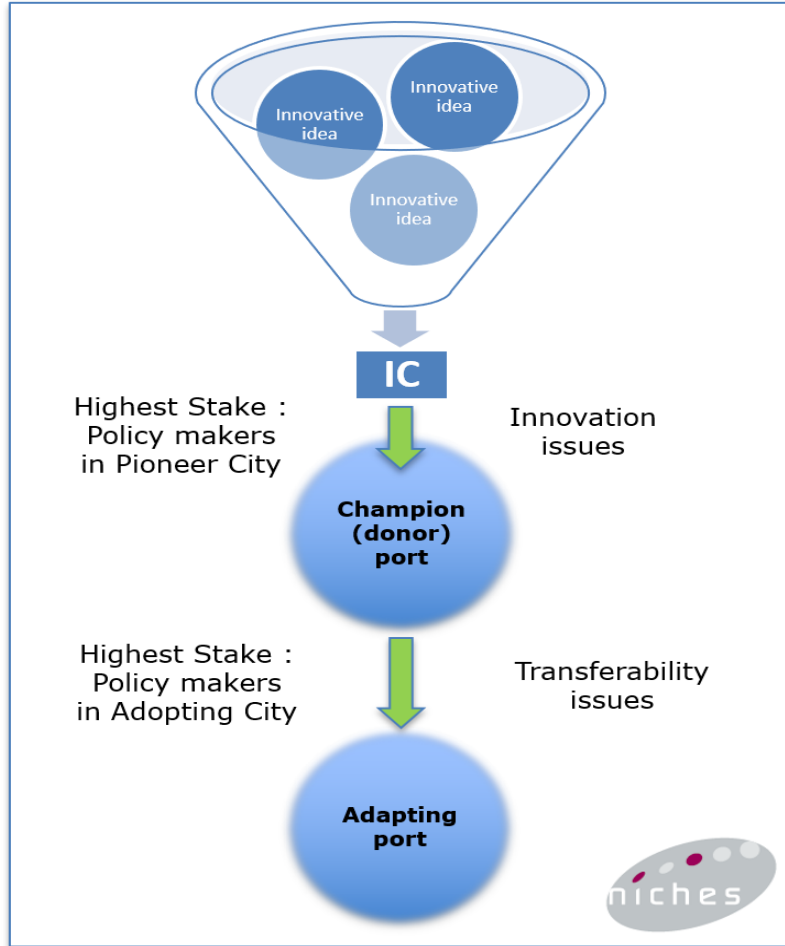 Innovative
idea
Innovative
idea
Innovative
idea
IC
Highest Stake :
Policy makers
in Pioneer City
Innovation
issues
Champion
(donor)
port
Highest Stake :
Policy makers
in Adopting City
Transferability
issues
Adapting
port
niches